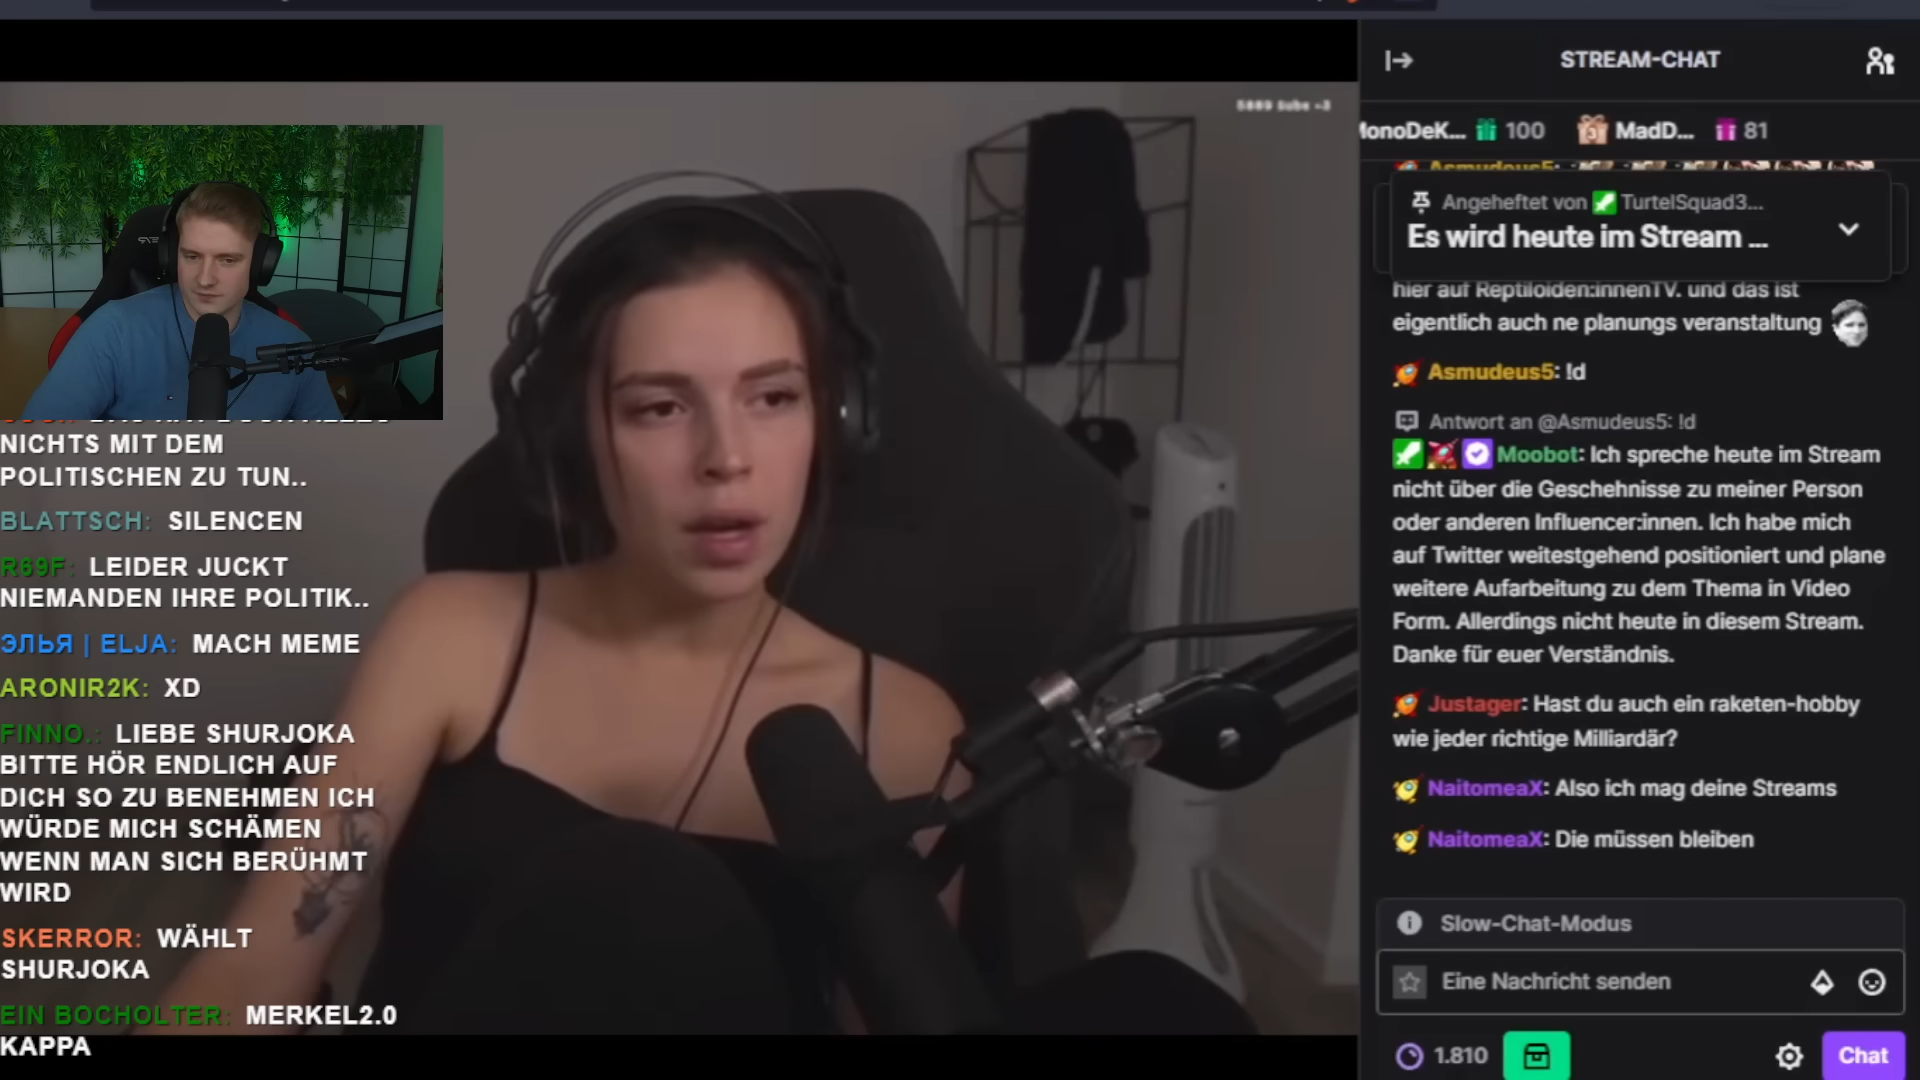 5889 Subs -3
NICHTS MIT DEM
POLITISCHEN ZU TUN..
BLATTSCH: SILENCEN
R69F: LEIDER JUCKT
NIEMANDEN IHRE POLITIK..
ЭЛЬЯ | ELJA: MACH MEME
ARONIR2K: XD
FINNO.: LIEBE SHURJOKA
BITTE HÖR ENDLICH AUF
DICH SO ZU BENEHMEN ICH
WÜRDE MICH SCHÄMEN
WENN MAN SICH BERÜHMT
WIRD
SKERROR: WÄHLT
SHURJOKA
EIN BOCHOLTER: MERKEL2.0
KAPPA
STREAM-CHAT
MonoDeK... 100 MadD... 81
Asmudeus5:
Angeheftet von TurtelSquad3...
Es wird heute im Stream ...
hier auf Reptiloiden:innenTV. und das ist
eigentlich auch ne planungs veranstaltung
Asmudeus5: !d
Antwort an @Asmudeus5: !d
Moobot: Ich spreche heute im Stream
nicht über die Geschehnisse zu meiner Person
oder anderen Influencer:innen. Ich habe mich
auf Twitter weitestgehend positioniert und plane
weitere Aufarbeitung zu dem Thema in Video
Form. Allerdings nicht heute in diesem Stream.
Danke für euer Verständnis.
Justager: Hast du auch ein raketen-hobby
wie jeder richtige Milliardär?
NaitomeaX: Also ich mag deine Streams
NaitomeaX: Die müssen bleiben
Slow-Chat-Modus
Eine Nachricht senden
1.810
Chat